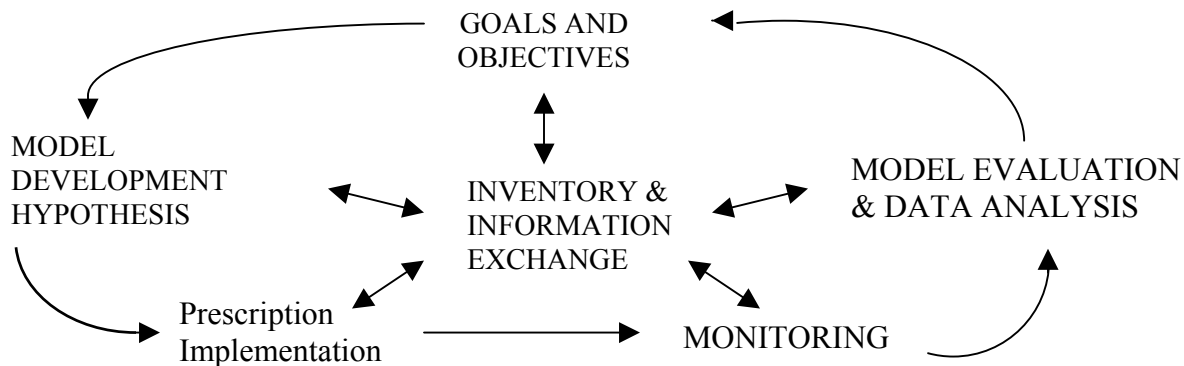 GOALS AND
OBJECTIVES
MODEL
DEVELOPMENT
HYPOTHESIS
INVENTORY &
INFORMATION
EXCHANGE
MODEL EVALUATION
& DATA ANALYSIS
Prescription
Implementation
MONITORING